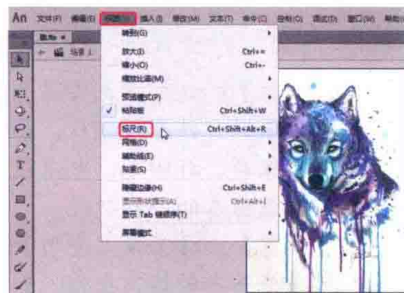 An 文件(F) 编辑(E) 视图(V) 插入(I) 修改(M) 文本(T) 命令(C) 控制(O) 调试(D) 窗口(W) 帮助
场景 1
转到(G)
放大(I) Ctrl+=
缩小(O) Ctrl+-
缩放比率(M)
预览模式(P)
粘贴板 Ctrl+Shift+W
标尺(R) Ctrl+Shift+Alt+R
网格(D)
辅助线(E)
贴紧(S)
隐藏边缘(H) Ctrl+Shift+E
显示形状提示(A) Ctrl+Alt+I
显示 Tab 键顺序(T)
屏幕模式